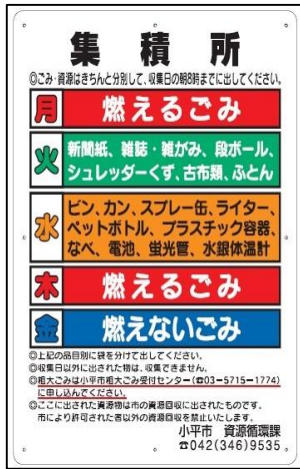 集積所
◎ごみ・資源はきちんと分別して、収集日の朝8時までに出してください。
月 燃えるごみ
火 新聞紙、雑誌・雑がみ、段ボール、
シュレッダーくず、古布類、ふとん
水 ビン、カン、スプレー缶、ライター、
ペットボトル、プラスチック容器、
なべ、電池、蛍光管、水銀体温計
木 燃えるごみ
金 燃えないごみ
◎上記の品目別に袋を分けて出してください。
◎収集日以外に出された物は、収集できません。
◎粗大ごみは小平市粗大ごみ受付センター(☎03-5715-1774)
に申し込んでください。
◎ここに出された資源物は市の資源回収に出されたものです。
市により許可された者以外の資源回収を禁止いたします。
小平市 資源循環課
☎042(346)9535